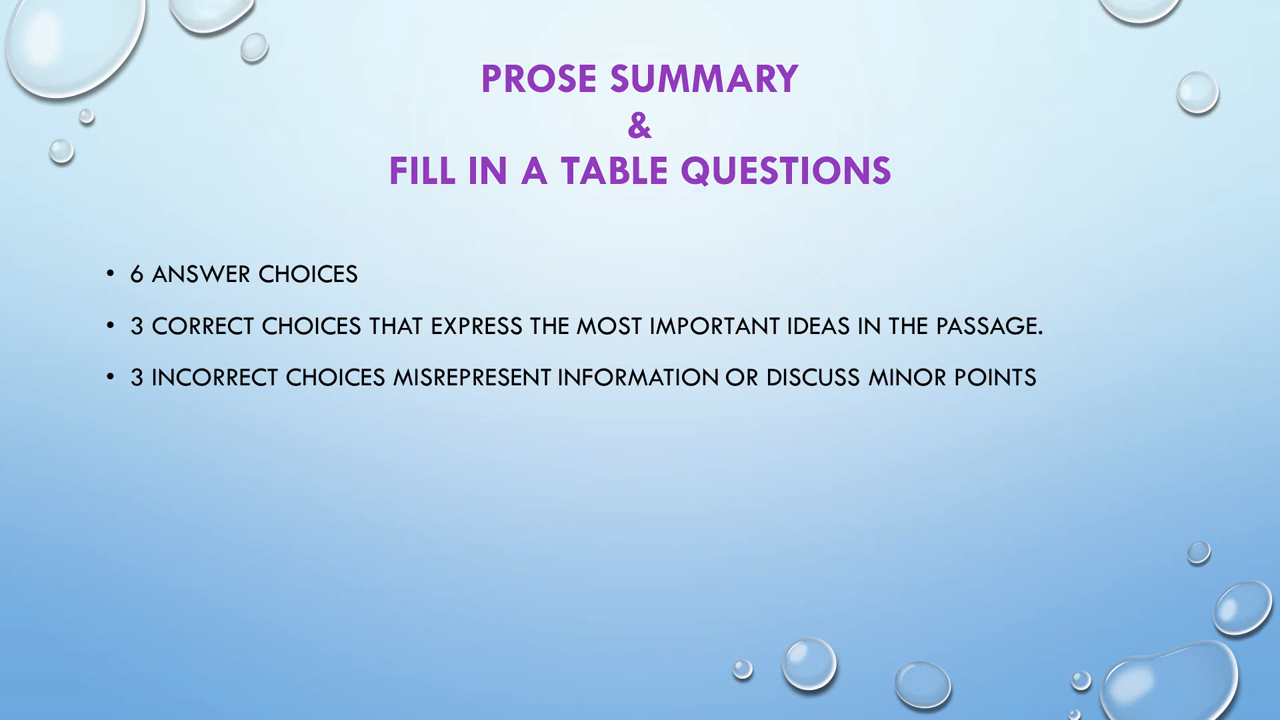 PROSE SUMMARY
&
FILL IN A TABLE QUESTIONS
• 6 ANSWER CHOICES
• 3 CORRECT CHOICES THAT EXPRESS THE MOST IMPORTANT IDEAS IN THE PASSAGE.
• 3 INCORRECT CHOICES MISREPRESENT INFORMATION OR DISCUSS MINOR POINTS